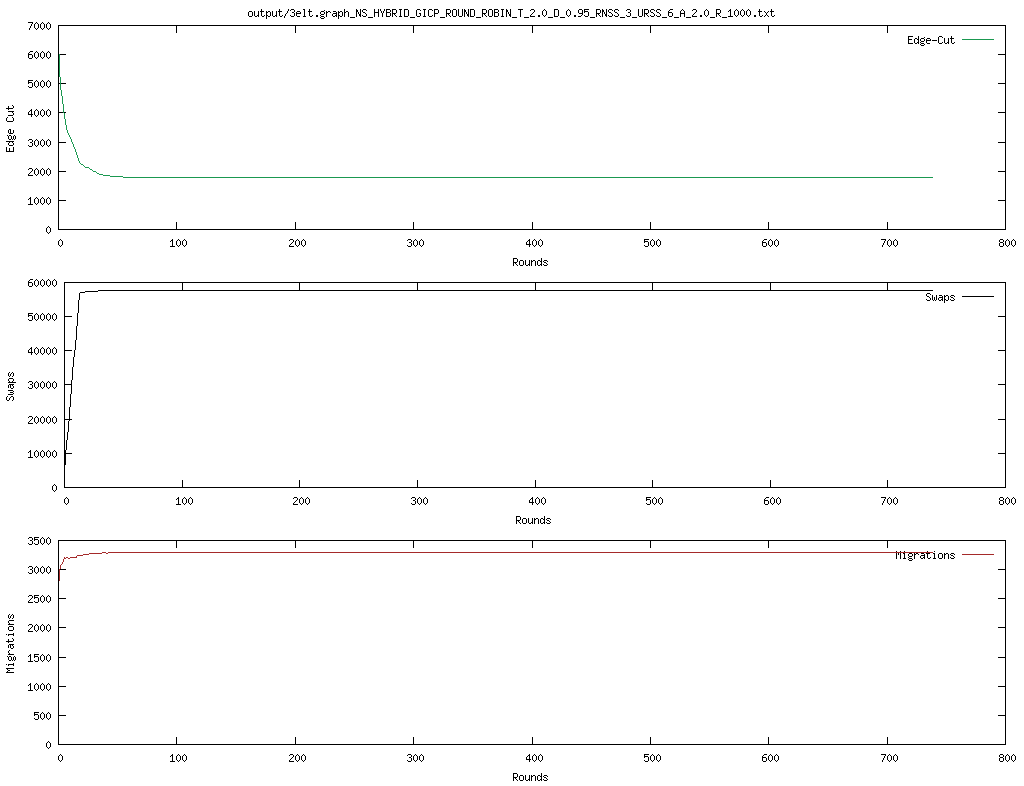 output/3elt.graph_NS_HYBRID_GICP_ROUND_ROBIN_T_2.0_D_0.95_RNSS_3_URSS_6_A_2.0_R_1000.txt
7000
6000
5000
4000
3000
2000
1000
0
Edge Cut
Edge-Cut
0 100 200 300 400 500 600 700 800
Rounds
60000
50000
40000
30000
20000
10000
0
Swaps
Swaps
0 100 200 300 400 500 600 700 800
Rounds
3500
3000
2500
2000
1500
1000
500
0
Migrations
Migrations
0 100 200 300 400 500 600 700 800
Rounds